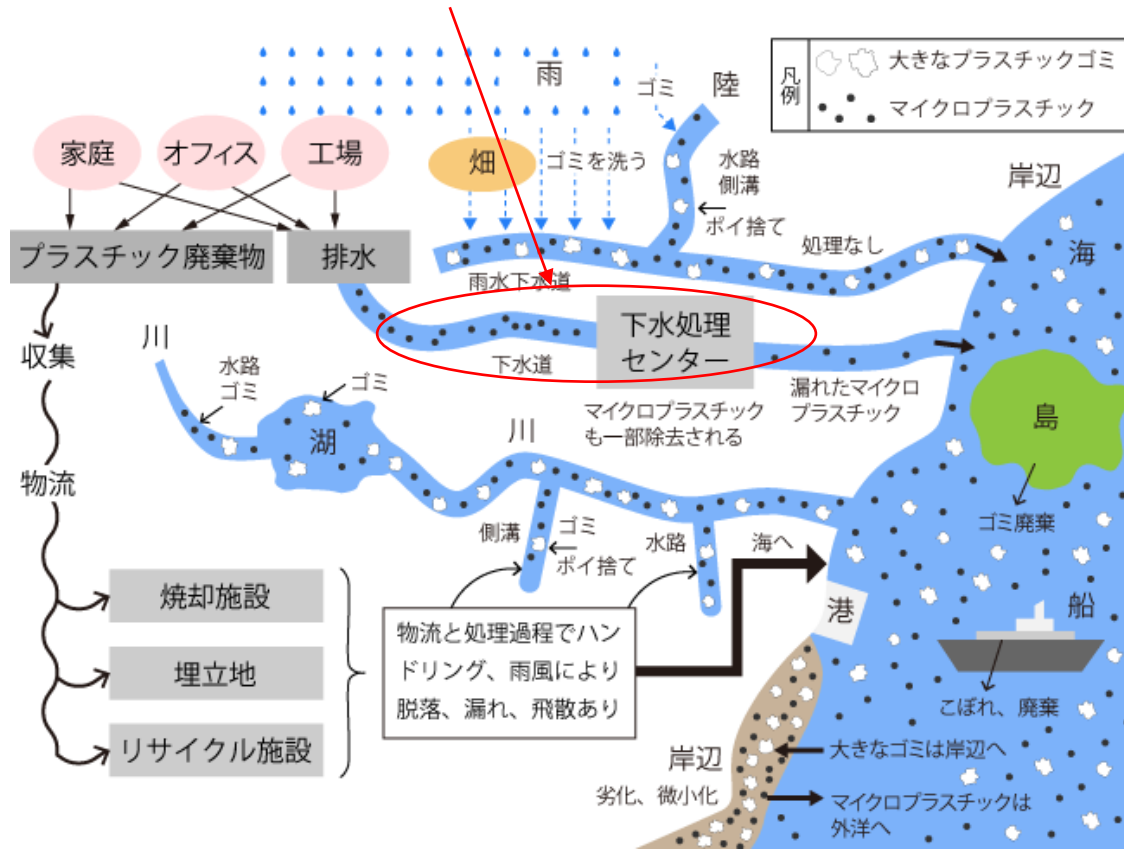 雨
ゴミ
陸
凡例
大きなプラスチックゴミ
マイクロプラスチック
家庭
オフィス
工場
畑
ゴミを洗う
水路
側溝
ポイ捨て
岸辺
プラスチック廃棄物
排水
処理なし
海
雨水下水道
下水処理
センター
下水道
漏れたマイクロ
プラスチック
マイクロプラスチック
も一部除去される
収集
川
水路
ゴミ
ゴミ
湖
川
島
物流
ゴミ廃棄
側溝
ゴミ
ポイ捨て
水路
海へ
焼却施設
埋立地
リサイクル施設
物流と処理過程でハン
ドリング、雨風により
脱落、漏れ、飛散あり
港
船
こぼれ、廃棄
岸辺
大きなゴミは岸辺へ
劣化、微小化
マイクロプラスチックは
外洋へ